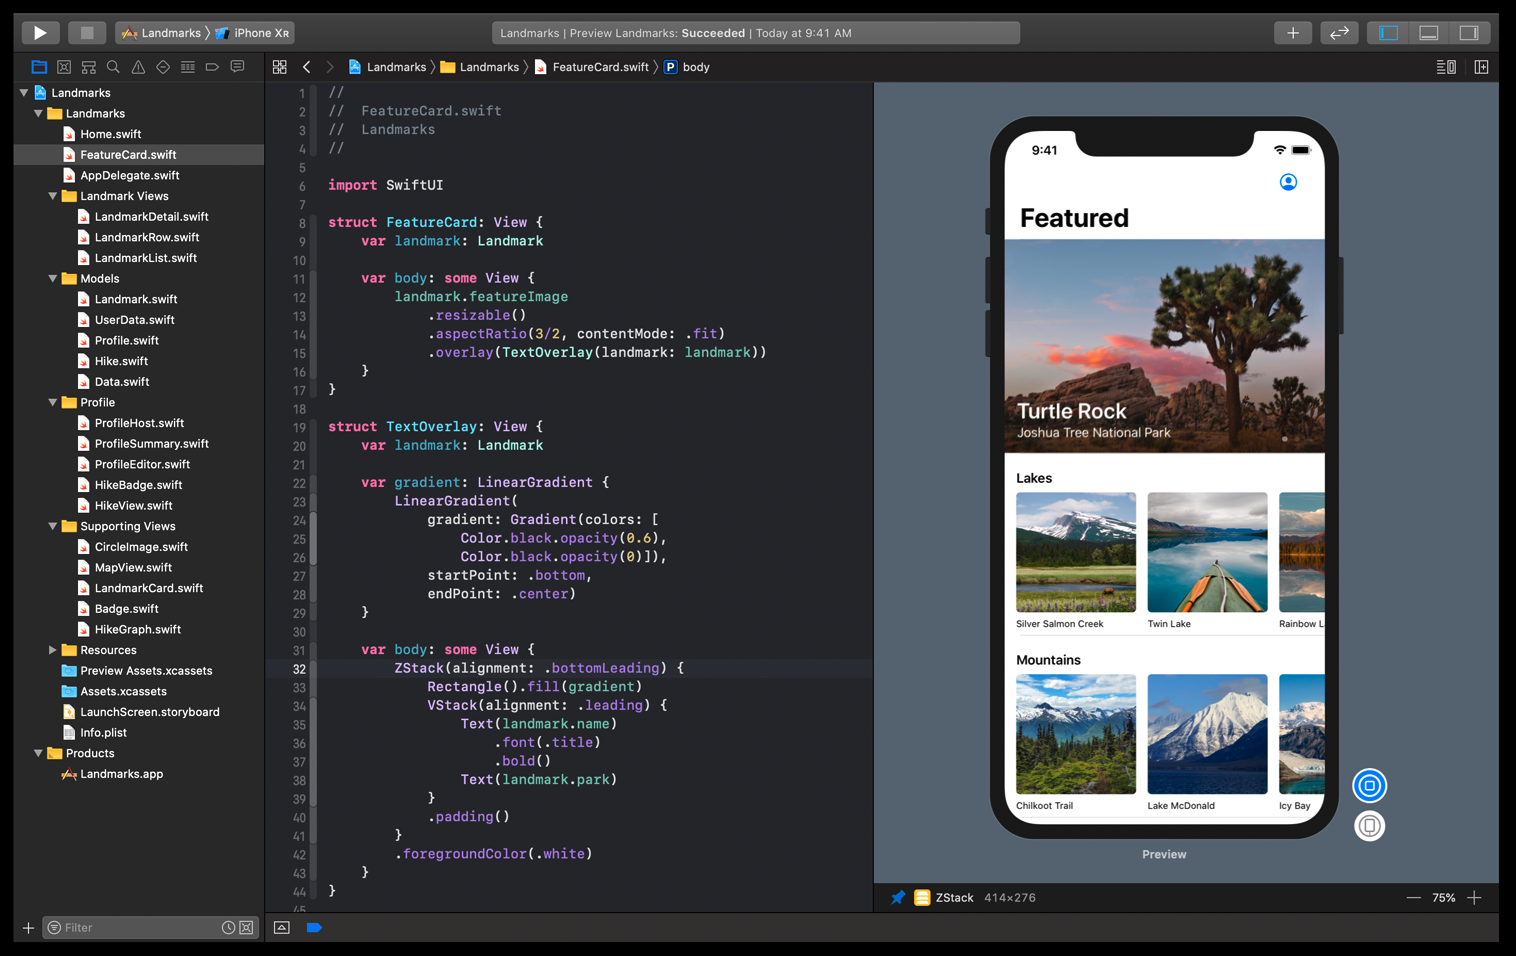 Landmarks 〉 iPhone XR
Landmarks | Preview Landmarks: Succeeded | Today at 9:41 AM
Landmarks 〉 Landmarks 〉 FeatureCard.swift 〉 P body
Landmarks
Landmarks
Home.swift
FeatureCard.swift
AppDelegate.swift
Landmark Views
LandmarkDetail.swift
LandmarkRow.swift
LandmarkList.swift
Models
Landmark.swift
UserData.swift
Profile.swift
Hike.swift
Data.swift
Profile
ProfileHost.swift
ProfileSummary.swift
ProfileEditor.swift
HikeBadge.swift
HikeView.swift
Supporting Views
CircleImage.swift
MapView.swift
LandmarkCard.swift
Badge.swift
HikeGraph.swift
Resources
Preview Assets.xcassets
Assets.xcassets
LaunchScreen.storyboard
Info.plist
Products
Landmarks.app
Filter
1 //
2 //  FeatureCard.swift
3 //  Landmarks
4 //
5
6 import SwiftUI
7
8 struct FeatureCard: View {
9     var landmark: Landmark
10
11     var body: some View {
12         landmark.featureImage
13             .resizable()
14             .aspectRatio(3/2, contentMode: .fit)
15             .overlay(TextOverlay(landmark: landmark))
16     }
17 }
18
19 struct TextOverlay: View {
20     var landmark: Landmark
21
22     var gradient: LinearGradient {
23         LinearGradient(
24             gradient: Gradient(colors: [
25                 Color.black.opacity(0.6),
26                 Color.black.opacity(0)]),
27             startPoint: .bottom,
28             endPoint: .center)
29     }
30
31     var body: some View {
32         ZStack(alignment: .bottomLeading) {
33             Rectangle().fill(gradient)
34             VStack(alignment: .leading) {
35                 Text(landmark.name)
36                     .font(.title)
37                     .bold()
38                 Text(landmark.park)
39             }
40             .padding()
41         }
42         .foregroundColor(.white)
43     }
44 }
45
9:41
Featured
Turtle Rock
Joshua Tree National Park
Lakes
Silver Salmon Creek
Twin Lake
Rainbow L
Mountains
Chilkoot Trail
Lake McDonald
Icy Bay
Preview
ZStack 414×276
75%